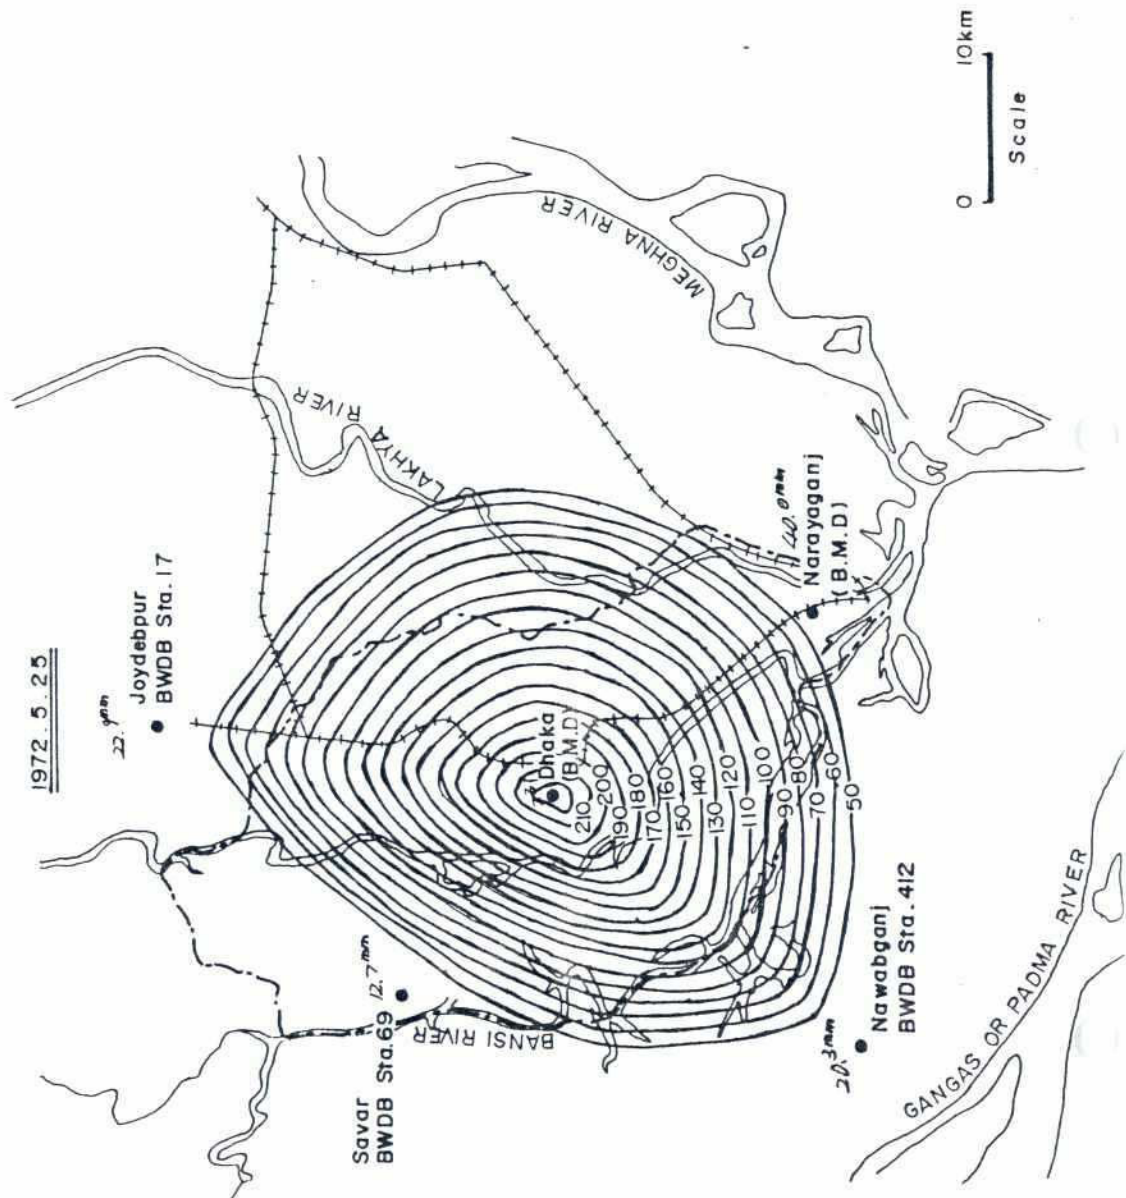 1972.5.25
22.9mm
Joydebpur
BWDB Sta.17
LAKHYA RIVER
MEGHNA RIVER
0 10km
Scale
Savar
BWDB Sta.69 12.7mm
BANSI RIVER
Dhaka
(B.M.D)
210
200
190
180
170
160
150
140
130
120
110
100
90
80
70
60
50
40.0mm
Narayaganj
(B.M.D)
20.3mm
Nawabganj
BWDB Sta.412
GANGAS OR PADMA RIVER